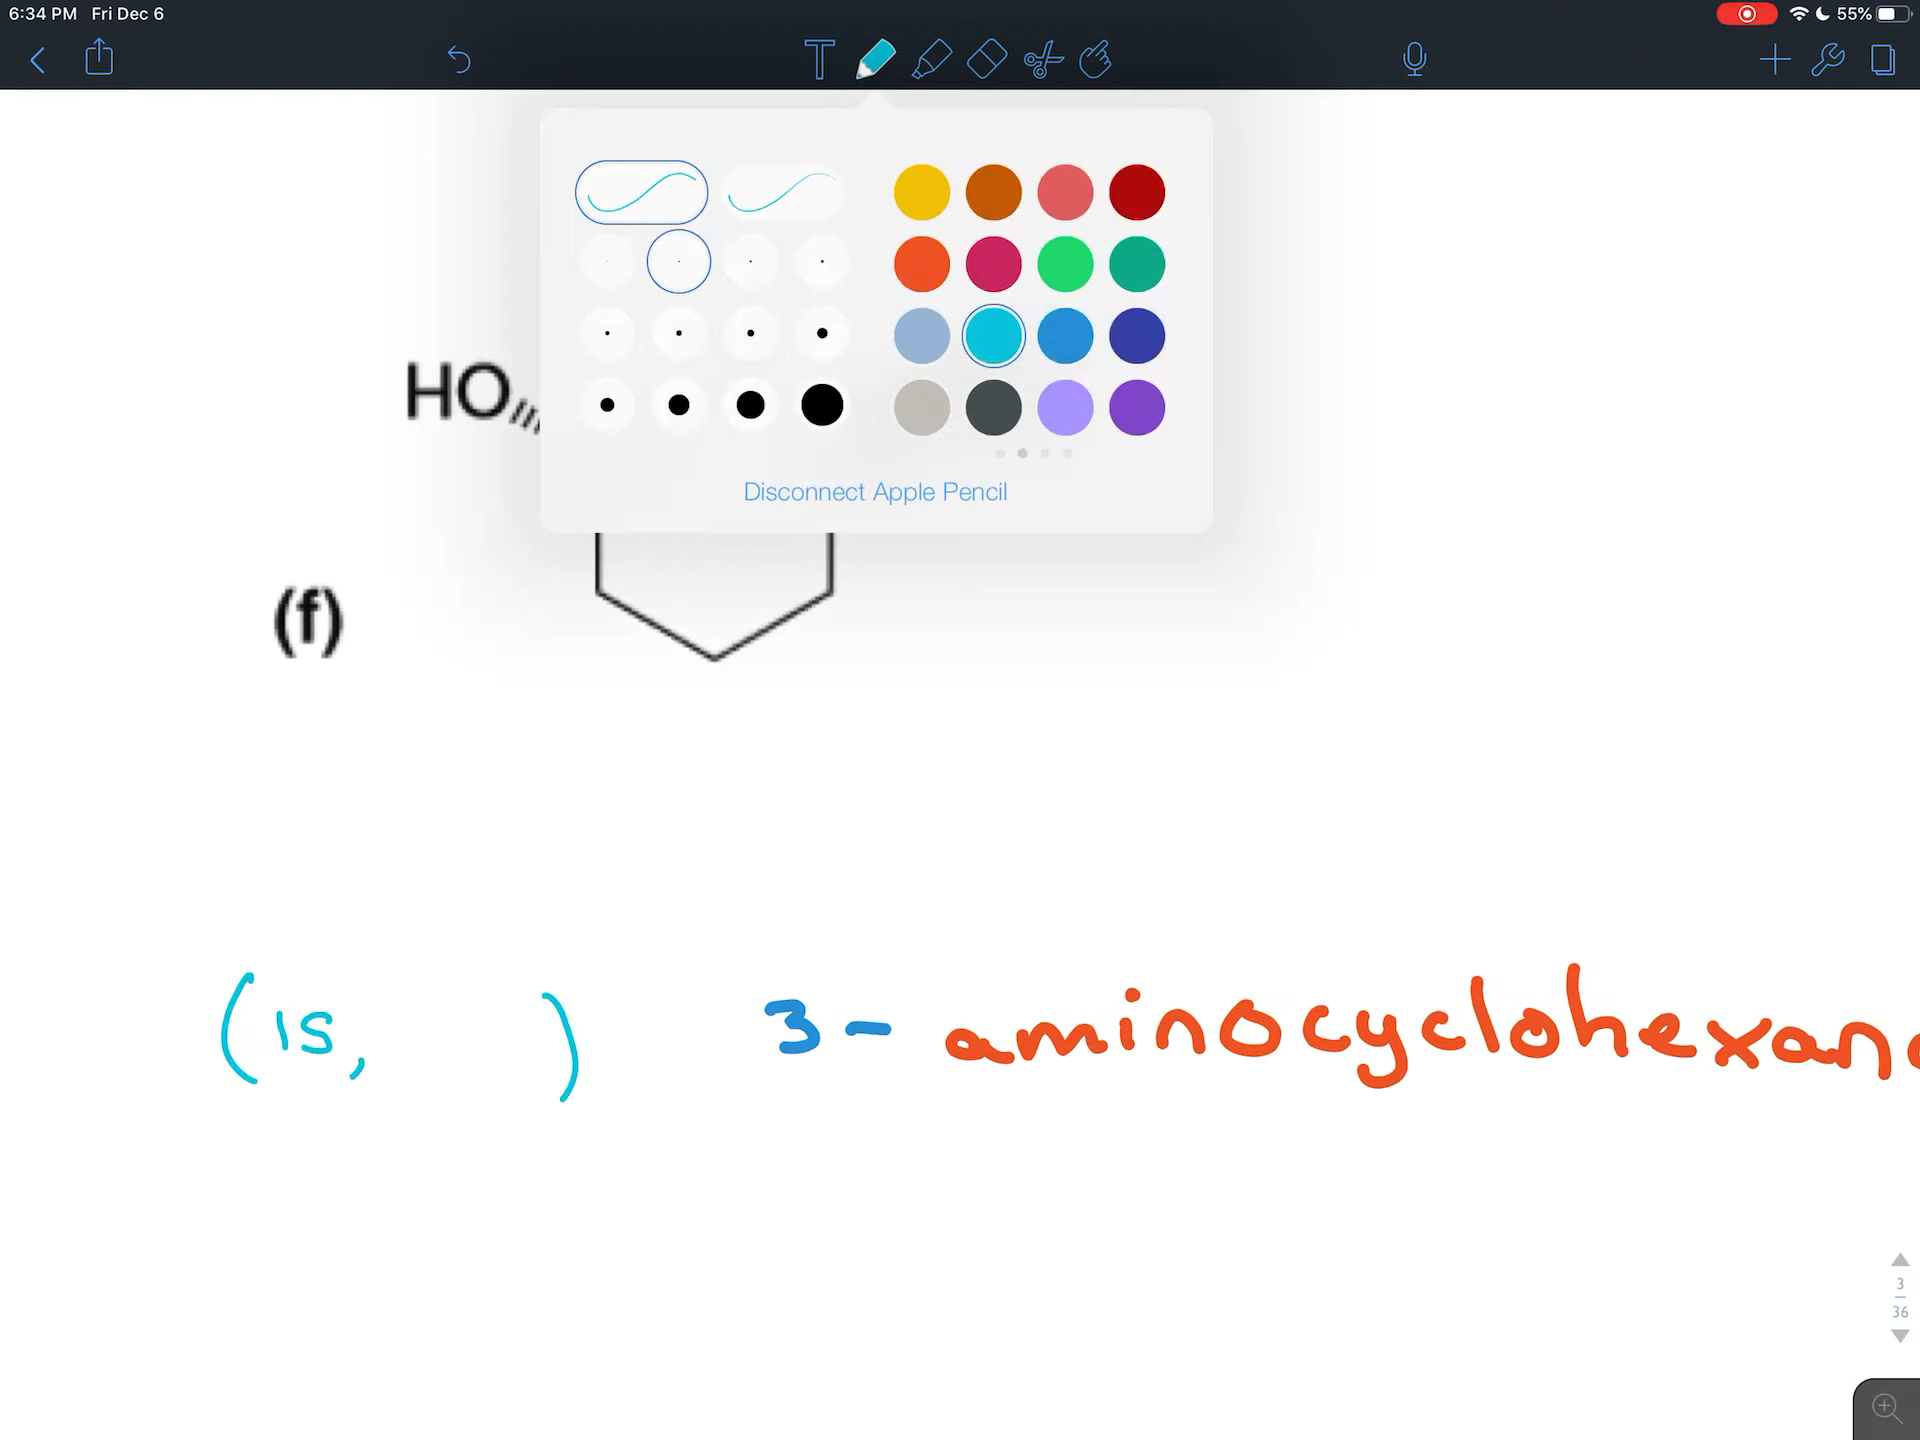 6:34 PM Fri Dec 6
55%
T
Disconnect Apple Pencil
HO
(f)
(1s, ) 3- aminocyclohexan
3
36